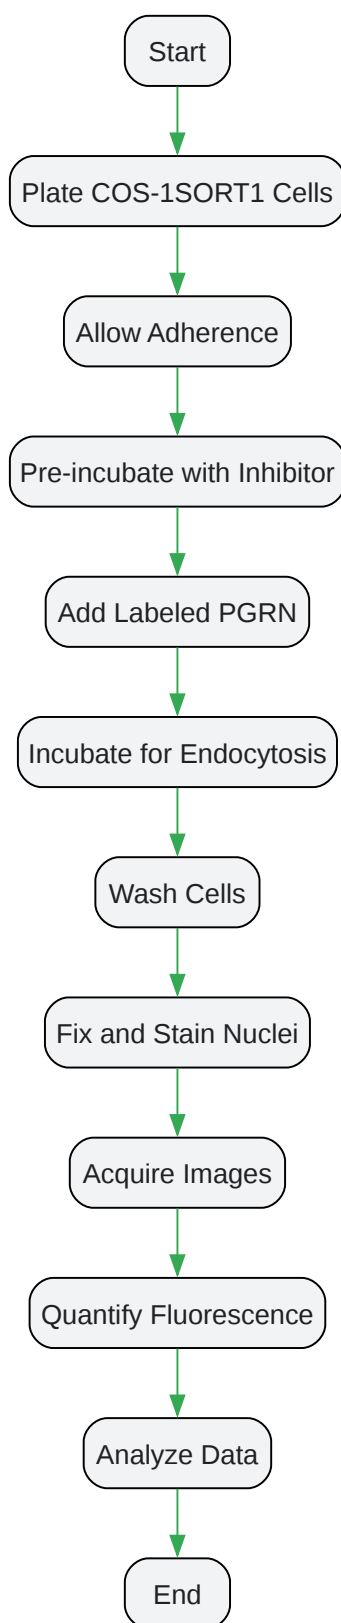 Start
Plate COS-1SORT1 Cells
Allow Adherence
Pre-incubate with Inhibitor
Add Labeled PGRN
Incubate for Endocytosis
Wash Cells
Fix and Stain Nuclei
Acquire Images
Quantify Fluorescence
Analyze Data
End